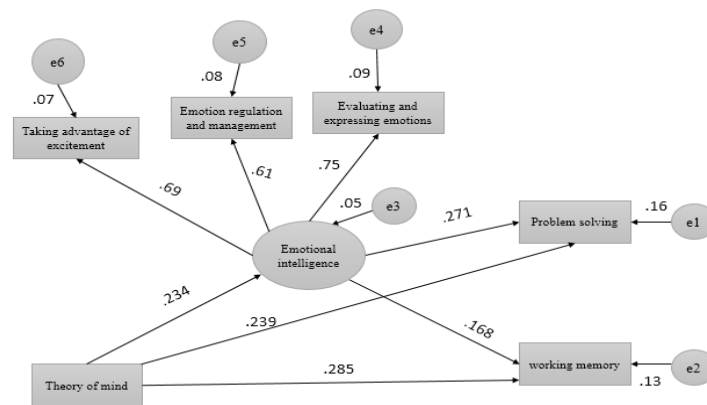 e4
e5
e6
.09
.08
.07
Evaluating and
expressing emotions
Emotion regulation
and management
Taking advantage of
excitement
.75
.61
.69
.05
e3
.16
e1
.271
Problem solving
Emotional
intelligence
.234
.239
.168
working memory
e2
.285
.13
Theory of mind